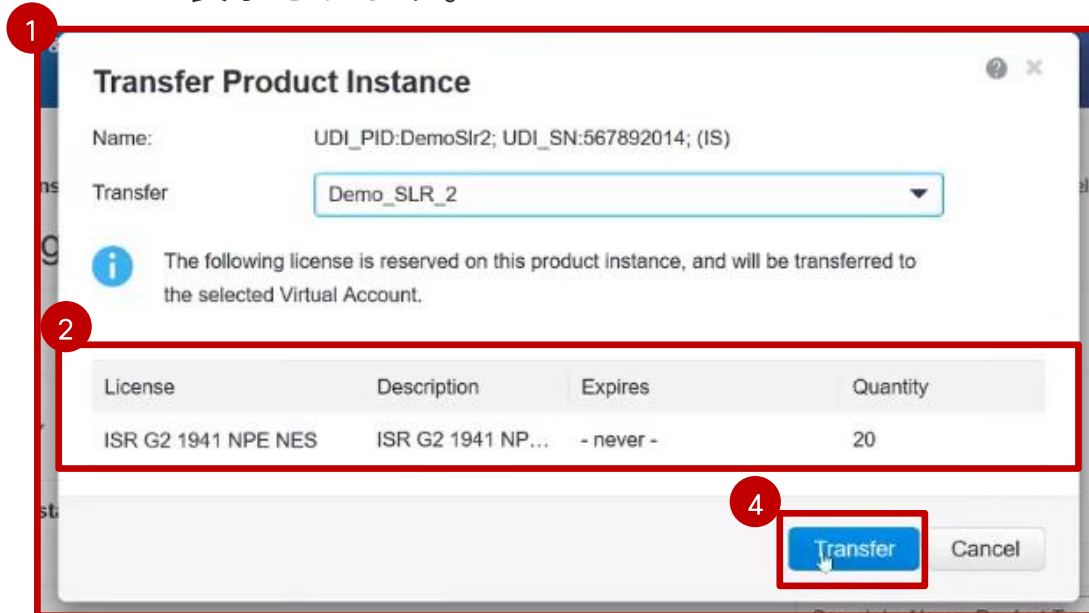 1
Transfer Product Instance
Name: UDI_PID:DemoSlr2; UDI_SN:567892014; (IS)
Transfer Demo_SLR_2
The following license is reserved on this product instance, and will be transferred to
the selected Virtual Account.
2
License Description Expires Quantity
ISR G2 1941 NPE NES ISR G2 1941 NP... - never - 20
4
Transfer Cancel